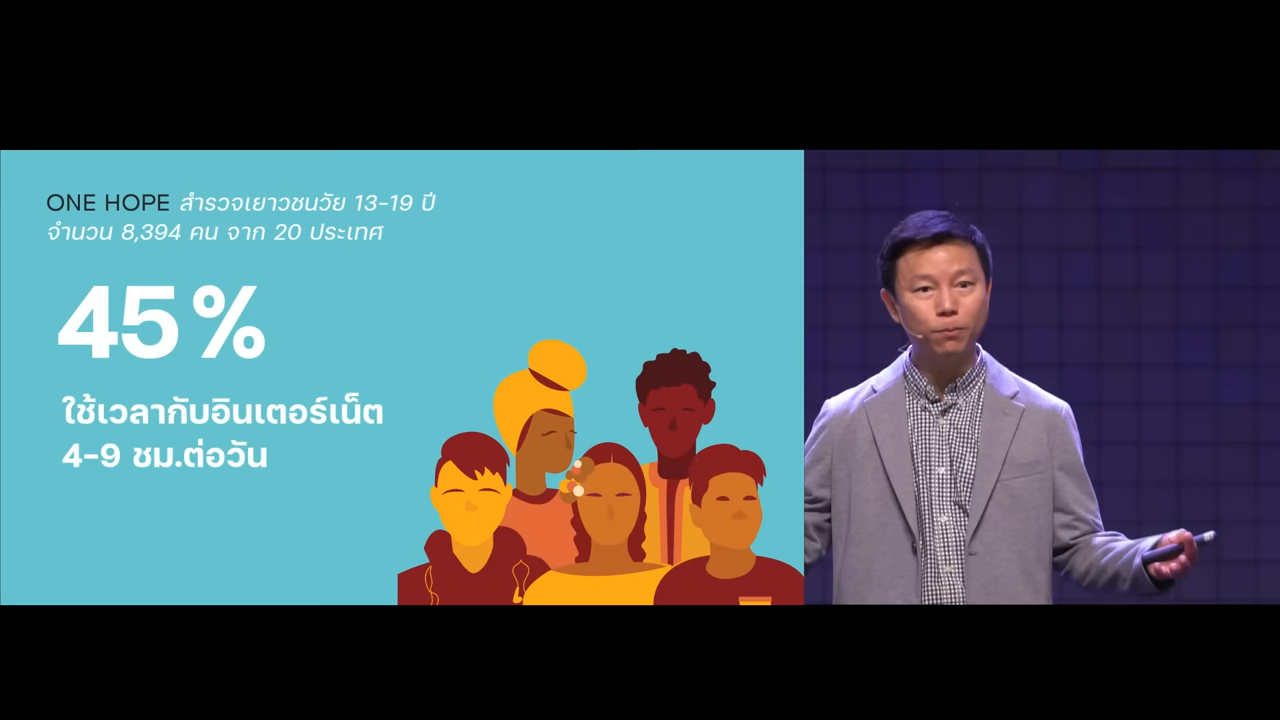 ONE HOPE สำรวจเยาวชนวัย 13-19 ปี
จำนวน 8,394 คน จาก 20 ประเทศ
45%
ใช้เวลากับอินเตอร์เน็ต
4-9 ชม.ต่อวัน